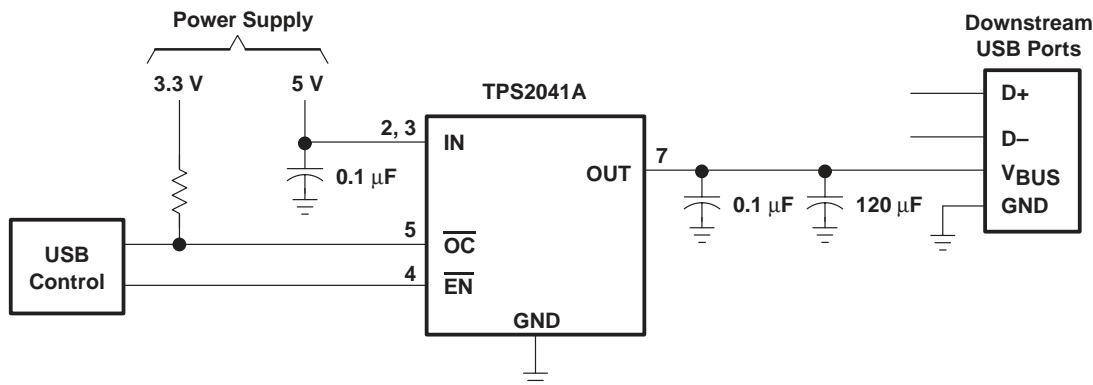 Power Supply
3.3 V
5 V
TPS2041A
Downstream
USB Ports
D+
D−
VBUS
GND
2, 3
IN
0.1 μF
OUT
7
0.1 μF
120 μF
USB
Control
5
OC
4
EN
GND